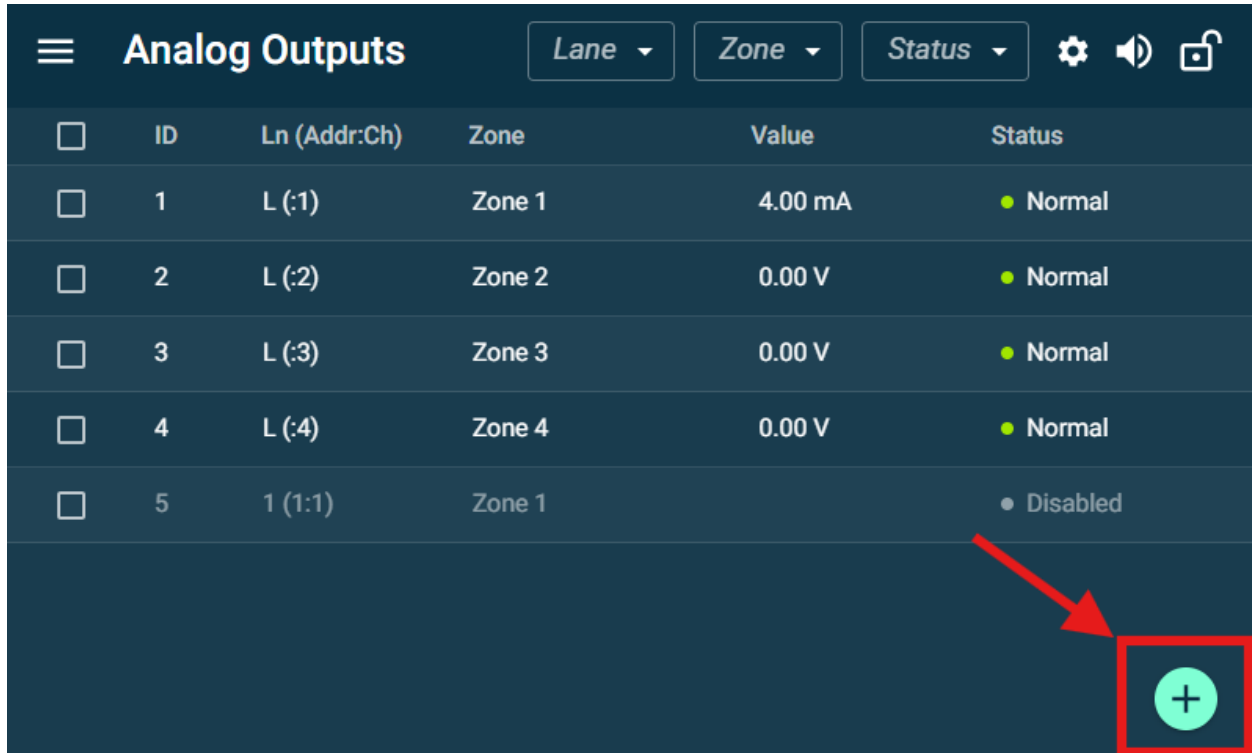 Analog Outputs Lane Zone Status
ID Ln (Addr:Ch) Zone Value Status
1 L (:1) Zone 1 4.00 mA Normal
2 L (:2) Zone 2 0.00 V Normal
3 L (:3) Zone 3 0.00 V Normal
4 L (:4) Zone 4 0.00 V Normal
5 1 (1:1) Zone 1 Disabled